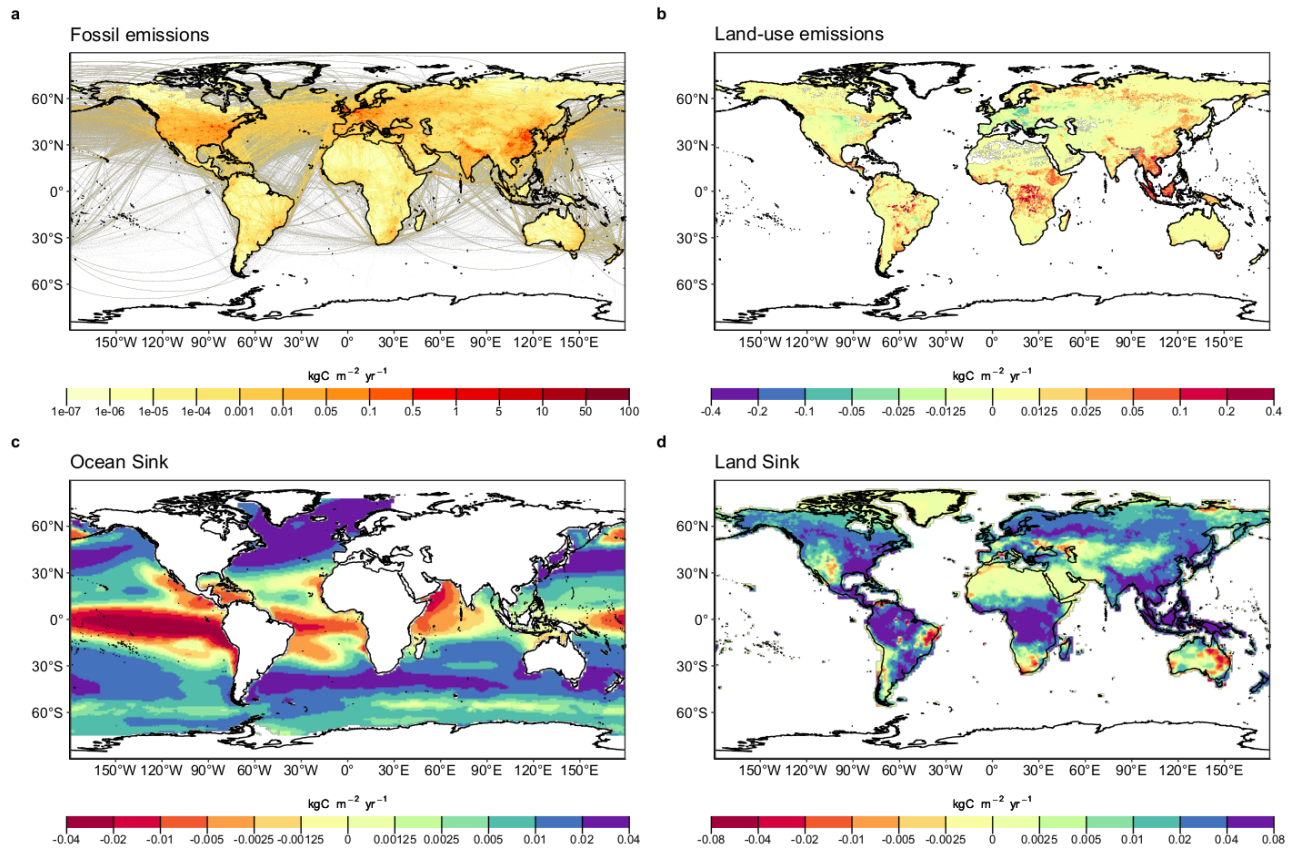 a
Fossil emissions
60°N
30°N
0°
30°S
60°S
150°W 120°W 90°W 60°W 30°W 0° 30°E 60°E 90°E 120°E 150°E
kgC m⁻² yr⁻¹
1e-07 1e-06 1e-05 1e-04 0.001 0.01 0.05 0.1 0.5 1 5 10 50 100
b
Land-use emissions
60°N
30°N
0°
30°S
60°S
150°W 120°W 90°W 60°W 30°W 0° 30°E 60°E 90°E 120°E 150°E
kgC m⁻² yr⁻¹
-0.4 -0.2 -0.1 -0.05 -0.025 -0.0125 0 0.0125 0.025 0.05 0.1 0.2 0.4
c
Ocean Sink
60°N
30°N
0°
30°S
60°S
150°W 120°W 90°W 60°W 30°W 0° 30°E 60°E 90°E 120°E 150°E
kgC m⁻² yr⁻¹
-0.04 -0.02 -0.01 -0.005 -0.0025 -0.00125 0 0.00125 0.0025 0.005 0.01 0.02 0.04
d
Land Sink
60°N
30°N
0°
30°S
60°S
150°W 120°W 90°W 60°W 30°W 0° 30°E 60°E 90°E 120°E 150°E
kgC m⁻² yr⁻¹
-0.08 -0.04 -0.02 -0.01 -0.005 -0.0025 0 0.0025 0.005 0.01 0.02 0.04 0.08